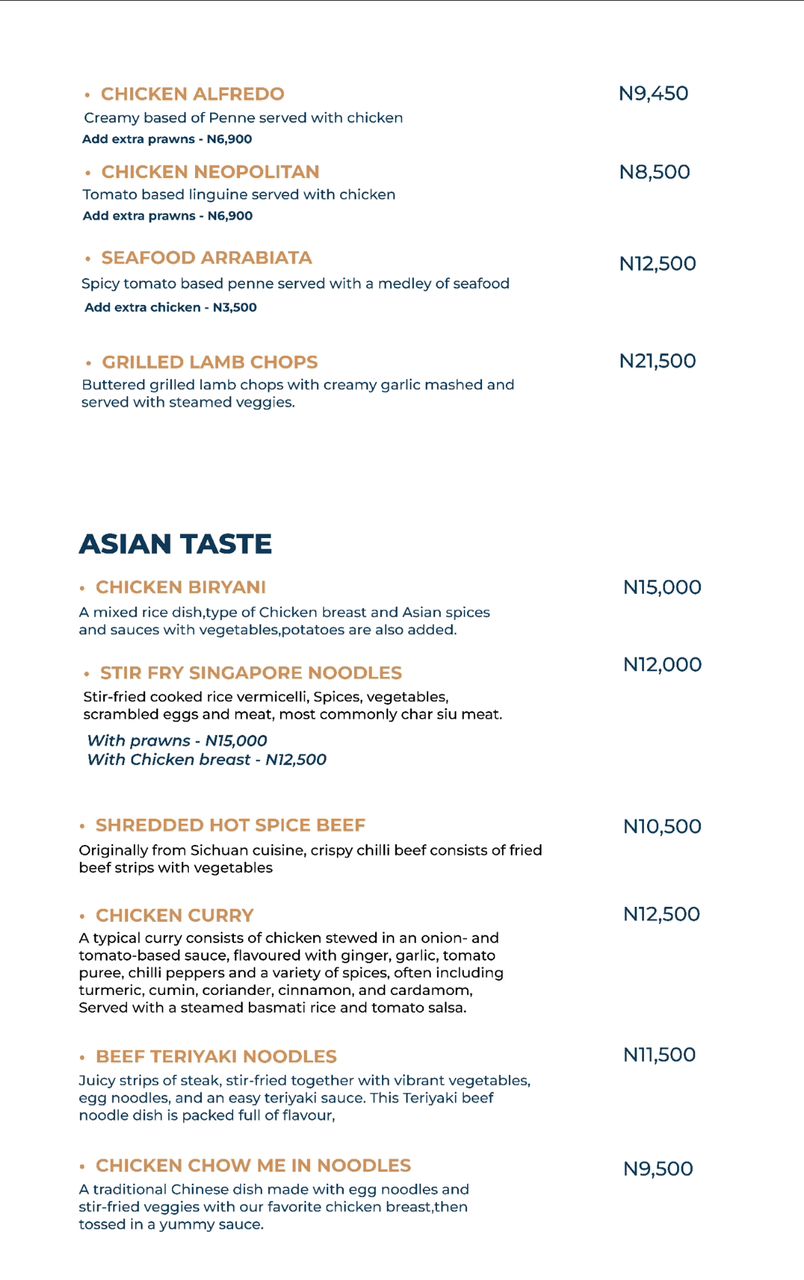 • CHICKEN ALFREDO N9,450
Creamy based of Penne served with chicken
Add extra prawns - N6,900
• CHICKEN NEOPOLITAN N8,500
Tomato based linguine served with chicken
Add extra prawns - N6,900
• SEAFOOD ARRABIATA N12,500
Spicy tomato based penne served with a medley of seafood
Add extra chicken - N3,500
• GRILLED LAMB CHOPS N21,500
Buttered grilled lamb chops with creamy garlic mashed and
served with steamed veggies.
ASIAN TASTE
• CHICKEN BIRYANI N15,000
A mixed rice dish,type of Chicken breast and Asian spices
and sauces with vegetables,potatoes are also added.
• STIR FRY SINGAPORE NOODLES N12,000
Stir-fried cooked rice vermicelli, Spices, vegetables,
scrambled eggs and meat, most commonly char siu meat.
With prawns - N15,000
With Chicken breast - N12,500
• SHREDDED HOT SPICE BEEF N10,500
Originally from Sichuan cuisine, crispy chilli beef consists of fried
beef strips with vegetables
• CHICKEN CURRY N12,500
A typical curry consists of chicken stewed in an onion- and
tomato-based sauce, flavoured with ginger, garlic, tomato
puree, chilli peppers and a variety of spices, often including
turmeric, cumin, coriander, cinnamon, and cardamom,
Served with a steamed basmati rice and tomato salsa.
• BEEF TERIYAKI NOODLES N11,500
Juicy strips of steak, stir-fried together with vibrant vegetables,
egg noodles, and an easy teriyaki sauce. This Teriyaki beef
noodle dish is packed full of flavour,
• CHICKEN CHOW ME IN NOODLES N9,500
A traditional Chinese dish made with egg noodles and
stir-fried veggies with our favorite chicken breast,then
tossed in a yummy sauce.